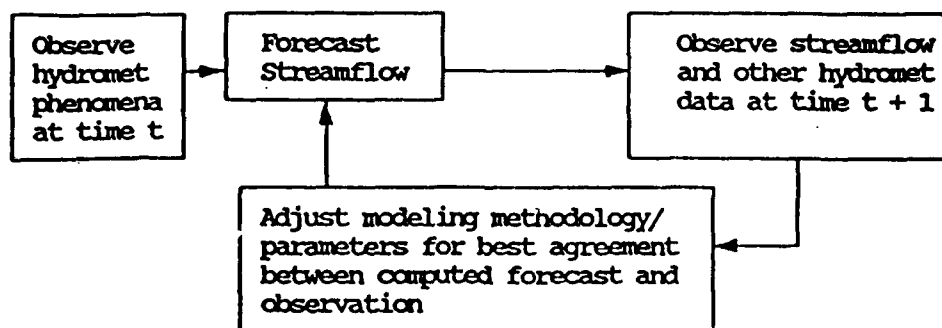 Observe
hydromet
phenomena
at time t
Forecast
Streamflow
Observe streamflow
and other hydromet
data at time t + 1
Adjust modeling methodology/
parameters for best agreement
between computed forecast and
observation